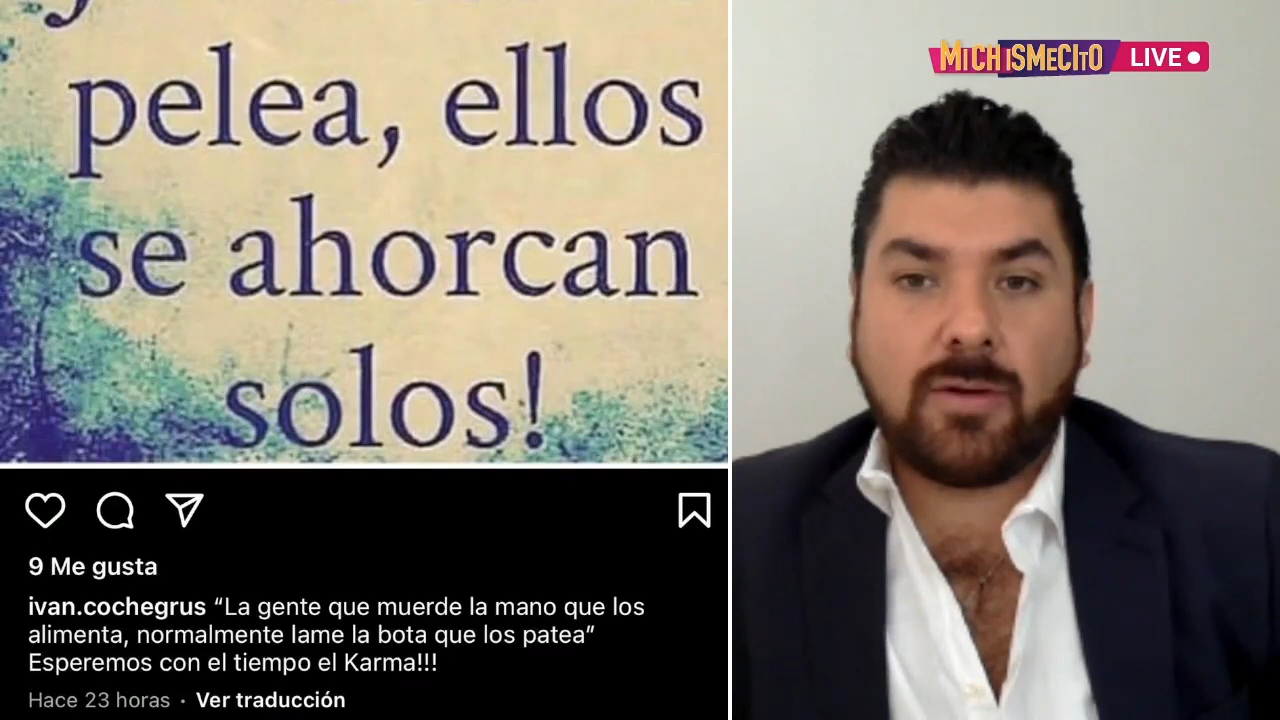 pelea, ellos
se ahorcan
solos!
9 Me gusta
ivan.cochegrus “La gente que muerde la mano que los
alimenta, normalmente lame la bota que los patea”
Esperemos con el tiempo el Karma!!!
Hace 23 horas · Ver traducción
MICHISMECITO LIVE